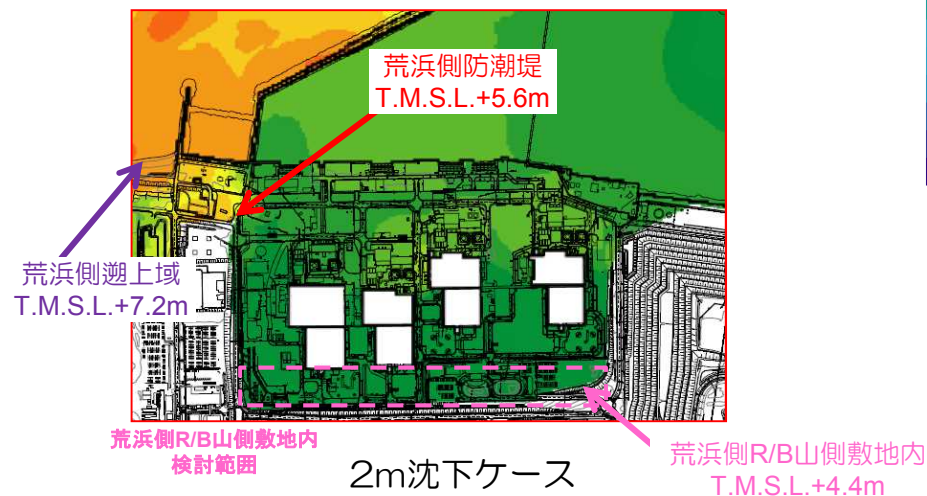 荒浜側防潮堤
T.M.S.L.+5.6m
荒浜側遡上域
T.M.S.L.+7.2m
荒浜側R/B山側敷地内
検討範囲
2m沈下ケース
荒浜側R/B山側敷地内
T.M.S.L.+4.4m